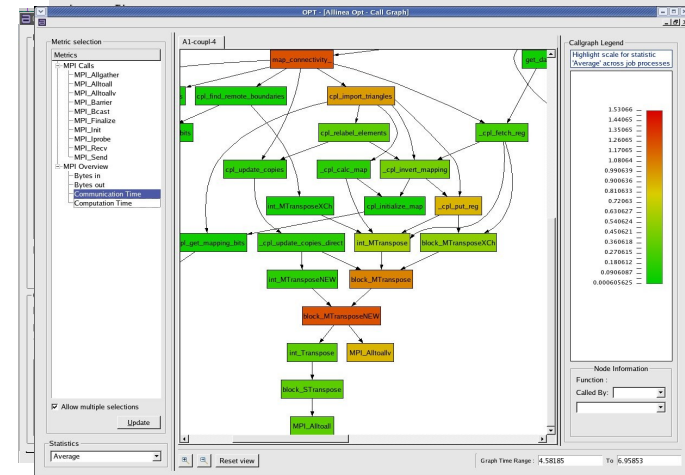 OPT - [Allinea Opt - Call Graph]
Metric selection
Metrics
MPI Calls
MPI_Allgather
MPI_Alltoall
MPI_Alltoallv
MPI_Barrier
MPI_Bcast
MPI_Finalize
MPI_Init
MPI_Iprobe
MPI_Recv
MPI_Send
MPI Overview
Bytes in
Bytes out
Communication Time
Computation Time
Allow multiple selections
Update
Statistics
Average
A1-coupl-4
map_connectivity_
get_da
cpl_find_remote_boundaries
cpl_import_triangles
bits
cpl_relabel_elements
_cpl_fetch_reg
cpl_update_copies
_cpl_calc_map
_cpl_invert_mapping
int_MTransposeXCh
cpl_initialize_map
_cpl_put_reg
pl_get_mapping_bits
_cpl_update_copies_direct
int_MTranspose
block_MTransposeXCh
int_MTransposeNEW
block_MTranspose
block_MTransposeNEW
int_Transpose
MPI_Alltoallv
block_STranspose
MPI_Alltoall
Reset view
Graph Time Range : 4.58185 To 6.95853
Callgraph Legend
Highlight scale for statistic
'Average' across job processes
1.53066
1.44065
1.35065
1.26065
1.17065
1.08064
0.990639
0.900636
0.810633
0.72063
0.630627
0.540624
0.450621
0.360618
0.270615
0.180612
0.0906087
0.000605625
Node Information
Function :
Called By: